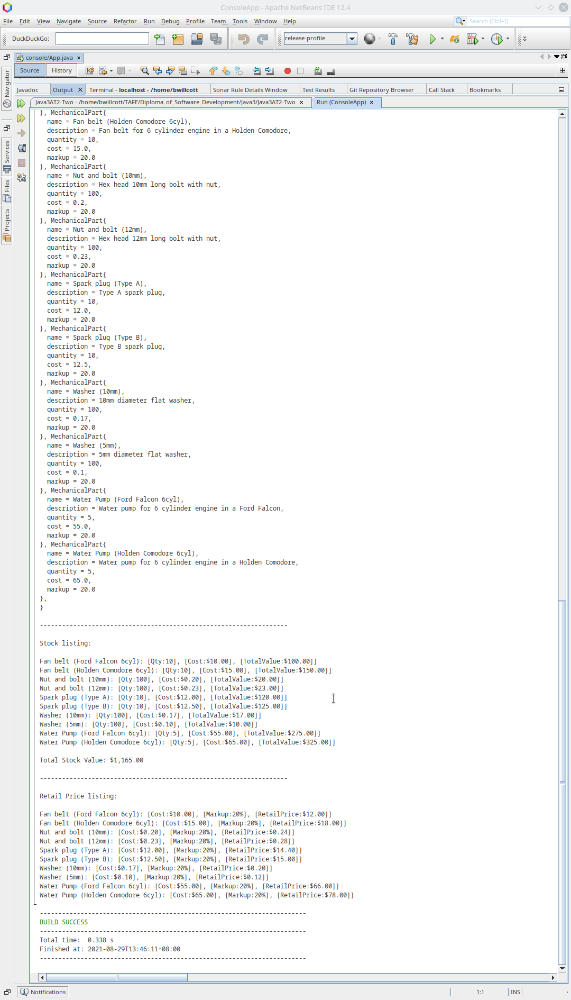 ConsoleApp - Apache NetBeans IDE 12.4
File Edit View Navigate Source Refactor Run Debug Profile Team Tools Window Help
Search (Ctrl+I)
DuckDuckGo:
release-profile
console/App.java
Source History
Javadoc Output Terminal - localhost - /home/bwillcott Sonar Rule Details Window Test Results Git Repository Browser Call Stack Bookmarks
Java3AT2-Two - /home/bwillcott/TAFE/Diploma_of_Software_Development/Java3/Java3AT2-Two Run (ConsoleApp)
Navigator
Services
Files
Projects
}, MechanicalPart{
name = Fan belt (Holden Comodore 6cyl),
description = Fan belt for 6 cylinder engine in a Holden Comodore,
quantity = 10,
cost = 15.0,
markup = 20.0
}, MechanicalPart{
name = Nut and bolt (10mm),
description = Hex head 10mm long bolt with nut,
quantity = 100,
cost = 0.2,
markup = 20.0
}, MechanicalPart{
name = Nut and bolt (12mm),
description = Hex head 12mm long bolt with nut,
quantity = 100,
cost = 0.23,
markup = 20.0
}, MechanicalPart{
name = Spark plug (Type A),
description = Type A spark plug,
quantity = 10,
cost = 12.0,
markup = 20.0
}, MechanicalPart{
name = Spark plug (Type B),
description = Type B spark plug,
quantity = 10,
cost = 12.5,
markup = 20.0
}, MechanicalPart{
name = Washer (10mm),
description = 10mm diameter flat washer,
quantity = 100,
cost = 0.17,
markup = 20.0
}, MechanicalPart{
name = Washer (5mm),
description = 5mm diameter flat washer,
quantity = 100,
cost = 0.1,
markup = 20.0
}, MechanicalPart{
name = Water Pump (Ford Falcon 6cyl),
description = Water pump for 6 cylinder engine in a Ford Falcon,
quantity = 5,
cost = 55.0,
markup = 20.0
}, MechanicalPart{
name = Water Pump (Holden Comodore 6cyl),
description = Water pump for 6 cylinder engine in a Holden Comodore,
quantity = 5,
cost = 65.0,
markup = 20.0
},
}
-------------------------------------------------------------------
Stock listing:
Fan belt (Ford Falcon 6cyl): [Qty:10], [Cost:$10.00], [TotalValue:$100.00]]
Fan belt (Holden Comodore 6cyl): [Qty:10], [Cost:$15.00], [TotalValue:$150.00]]
Nut and bolt (10mm): [Qty:100], [Cost:$0.20], [TotalValue:$20.00]]
Nut and bolt (12mm): [Qty:100], [Cost:$0.23], [TotalValue:$23.00]]
Spark plug (Type A): [Qty:10], [Cost:$12.00], [TotalValue:$120.00]]
Spark plug (Type B): [Qty:10], [Cost:$12.50], [TotalValue:$125.00]]
Washer (10mm): [Qty:100], [Cost:$0.17], [TotalValue:$17.00]]
Washer (5mm): [Qty:100], [Cost:$0.10], [TotalValue:$10.00]]
Water Pump (Ford Falcon 6cyl): [Qty:5], [Cost:$55.00], [TotalValue:$275.00]]
Water Pump (Holden Comodore 6cyl): [Qty:5], [Cost:$65.00], [TotalValue:$325.00]]
Total Stock Value: $1,165.00
-------------------------------------------------------------------
Retail Price listing:
Fan belt (Ford Falcon 6cyl): [Cost:$10.00], [Markup:20%], [RetailPrice:$12.00]]
Fan belt (Holden Comodore 6cyl): [Cost:$15.00], [Markup:20%], [RetailPrice:$18.00]]
Nut and bolt (10mm): [Cost:$0.20], [Markup:20%], [RetailPrice:$0.24]]
Nut and bolt (12mm): [Cost:$0.23], [Markup:20%], [RetailPrice:$0.28]]
Spark plug (Type A): [Cost:$12.00], [Markup:20%], [RetailPrice:$14.40]]
Spark plug (Type B): [Cost:$12.50], [Markup:20%], [RetailPrice:$15.00]]
Washer (10mm): [Cost:$0.17], [Markup:20%], [RetailPrice:$0.20]]
Washer (5mm): [Cost:$0.10], [Markup:20%], [RetailPrice:$0.12]]
Water Pump (Ford Falcon 6cyl): [Cost:$55.00], [Markup:20%], [RetailPrice:$66.00]]
Water Pump (Holden Comodore 6cyl): [Cost:$65.00], [Markup:20%], [RetailPrice:$78.00]]
------------------------------------------------------------------------
BUILD SUCCESS
------------------------------------------------------------------------
Total time:  0.338 s
Finished at: 2021-08-29T13:46:11+08:00
------------------------------------------------------------------------
Notifications 1:1 INS